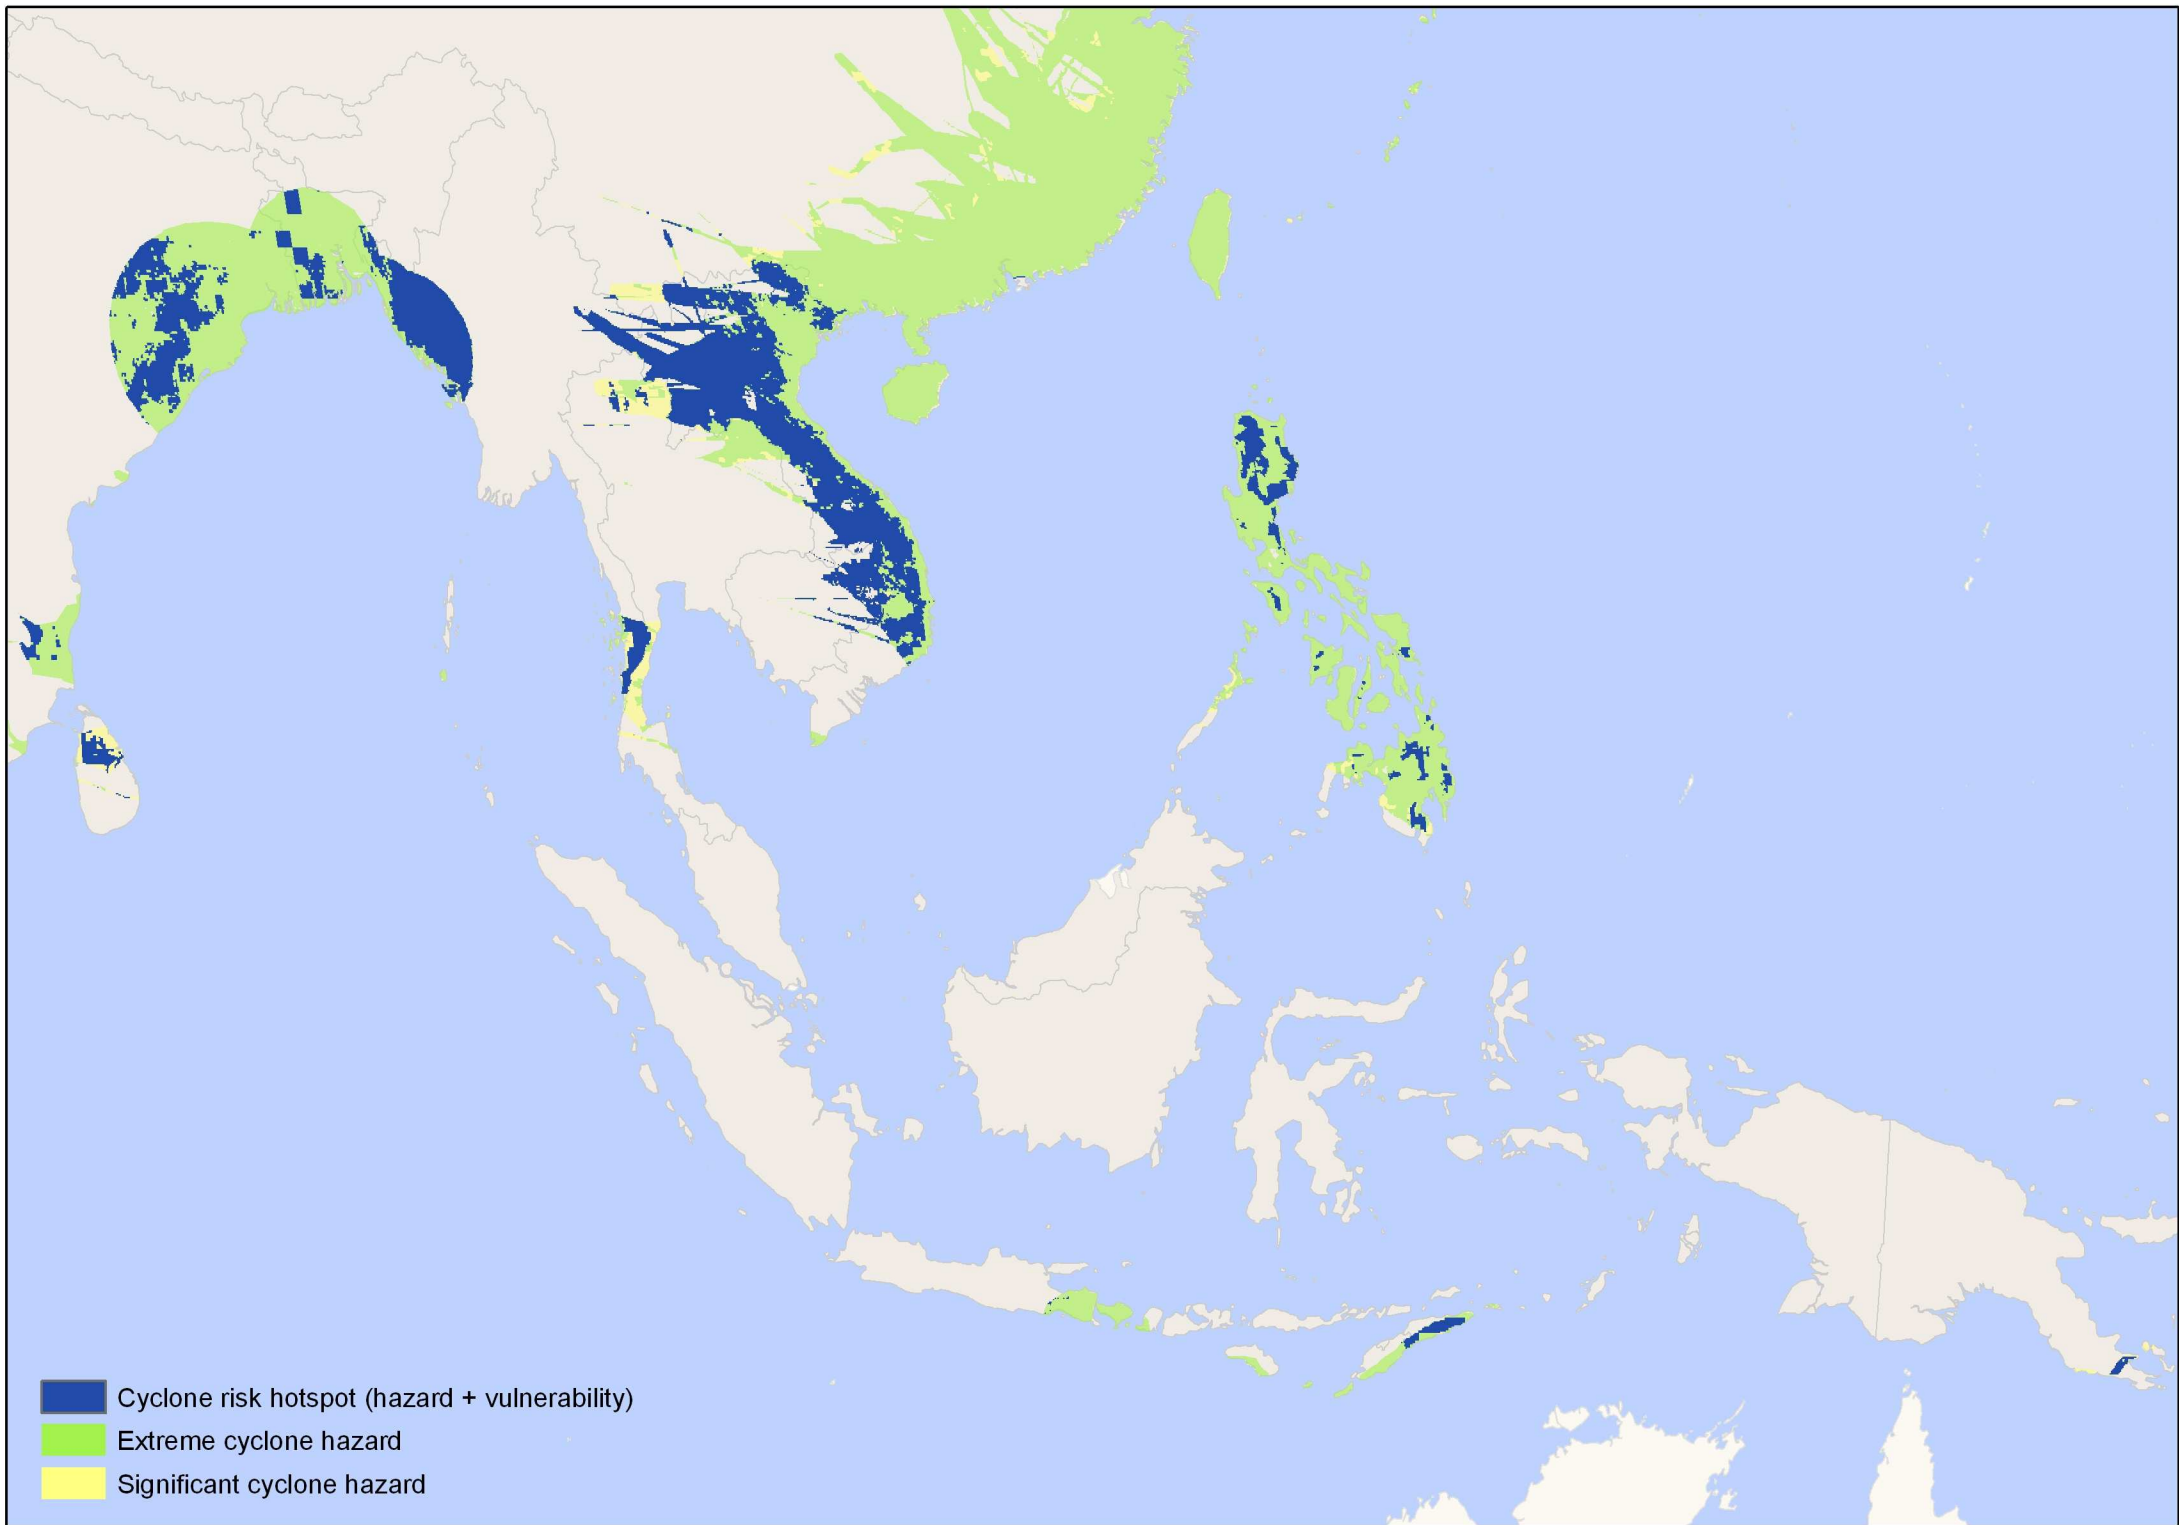 Cyclone risk hotspot (hazard + vulnerability)
Extreme cyclone hazard
Significant cyclone hazard